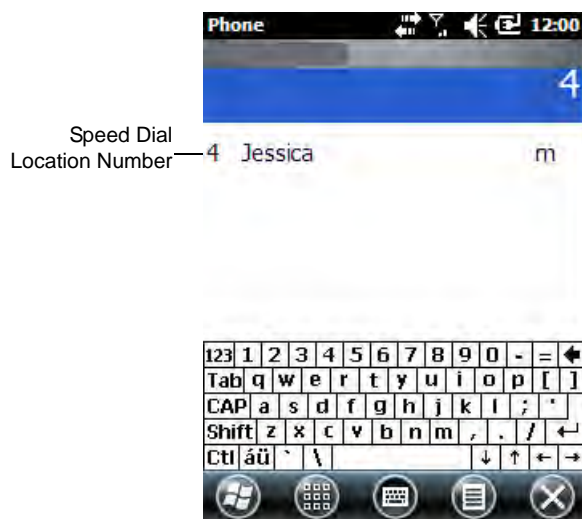 Phone 12:00
4
Speed Dial
Location Number
4 Jessica m
123 1 2 3 4 5 6 7 8 9 0 - =
Tab q w e r t y u i o p [ ]
CAP a s d f g h j k l ; '
Shift z x c v b n m , . /
Ctl áü ` \ ↓ ↑ ← →